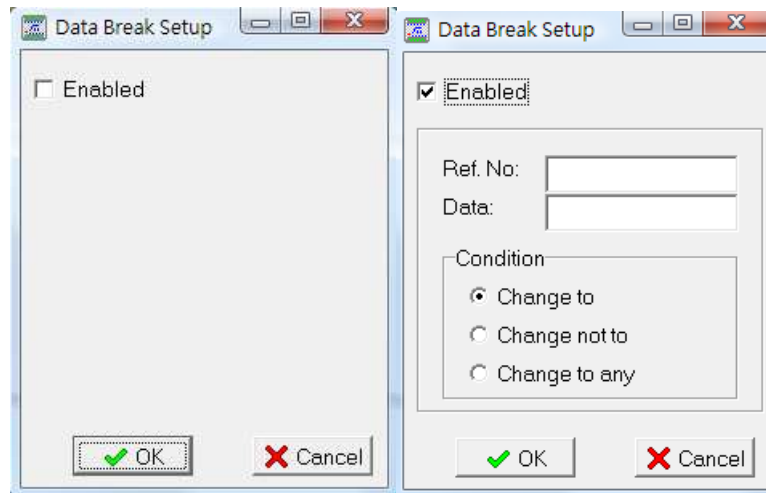 Data Break Setup
Enabled
OK
Cancel
Data Break Setup
Enabled
Ref. No:
Data:
Condition
Change to
Change not to
Change to any
OK
Cancel